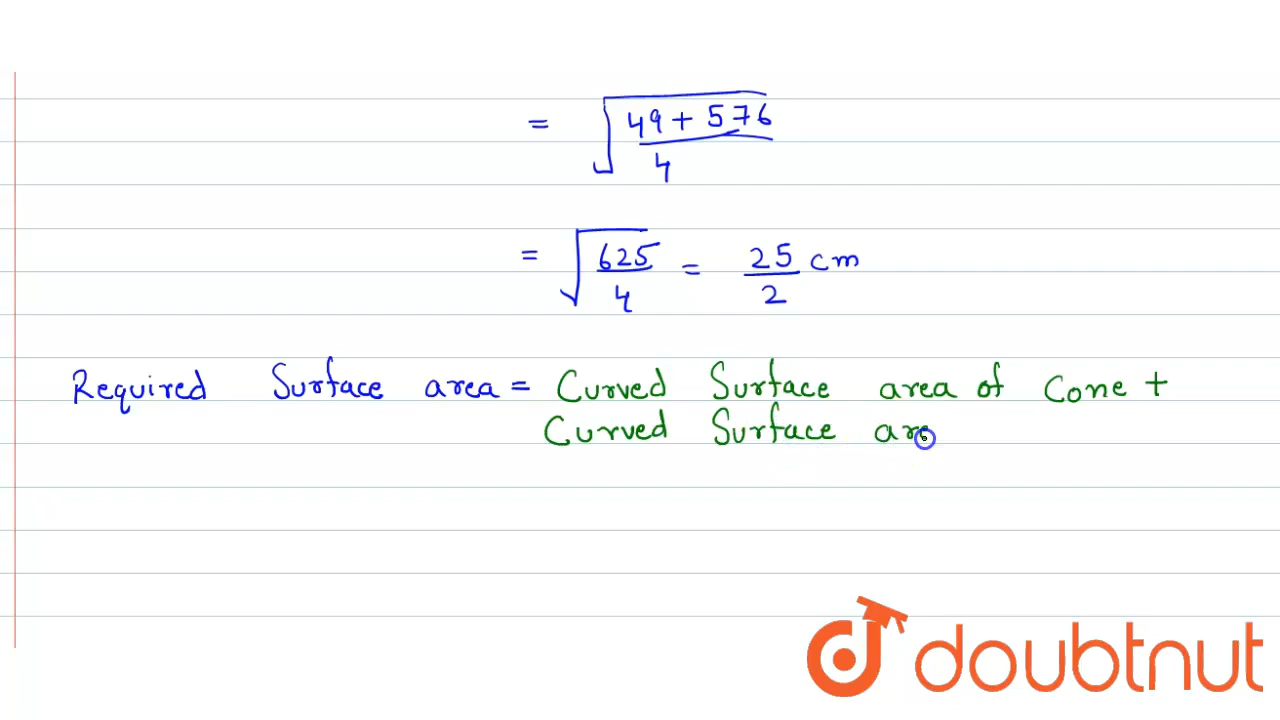 = √(49 + 576 / 4)
= √(625 / 4) = 25 / 2 cm
Required Surface area = Curved Surface area of Cone +
Curved Surface are
doubtnut